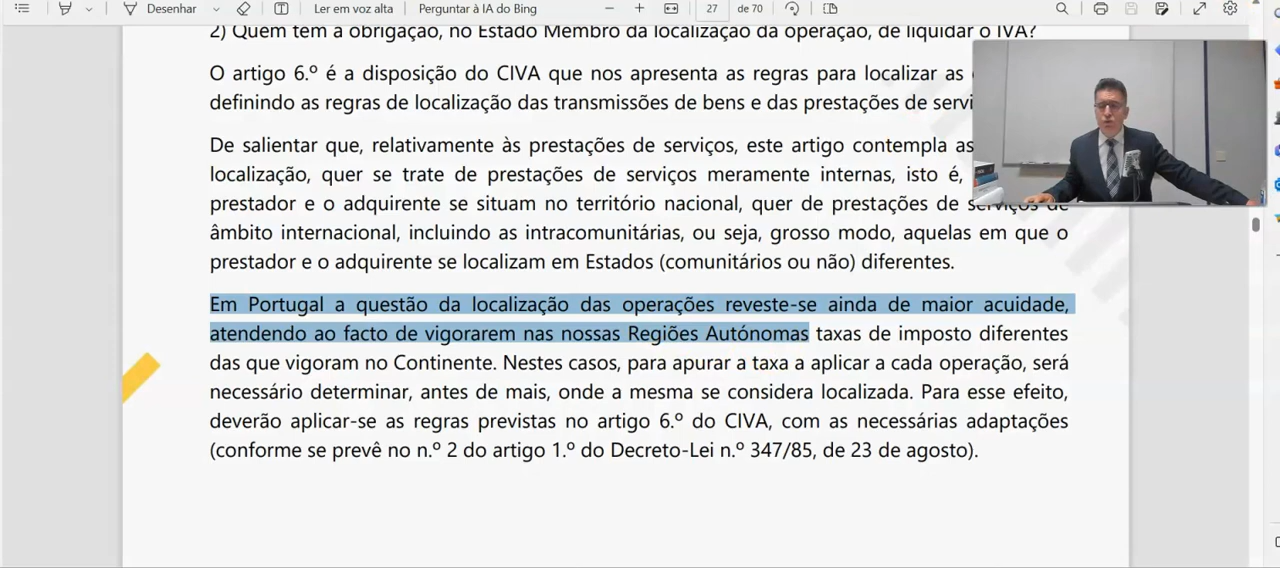 Desenhar Ler em voz alta Perguntar à IA do Bing 27 de 70
2) Quem tem a obrigação, no Estado Membro da localização da operação, de liquidar o IVA?
O artigo 6.º é a disposição do CIVA que nos apresenta as regras para localizar as
definindo as regras de localização das transmissões de bens e das prestações de servi
De salientar que, relativamente às prestações de serviços, este artigo contempla as
localização, quer se trate de prestações de serviços meramente internas, isto é,
prestador e o adquirente se situam no território nacional, quer de prestações de serviços de
âmbito internacional, incluindo as intracomunitárias, ou seja, grosso modo, aquelas em que o
prestador e o adquirente se localizam em Estados (comunitários ou não) diferentes.
Em Portugal a questão da localização das operações reveste-se ainda de maior acuidade,
atendendo ao facto de vigorarem nas nossas Regiões Autónomas taxas de imposto diferentes
das que vigoram no Continente. Nestes casos, para apurar a taxa a aplicar a cada operação, será
necessário determinar, antes de mais, onde a mesma se considera localizada. Para esse efeito,
deverão aplicar-se as regras previstas no artigo 6.º do CIVA, com as necessárias adaptações
(conforme se prevê no n.º 2 do artigo 1.º do Decreto-Lei n.º 347/85, de 23 de agosto).